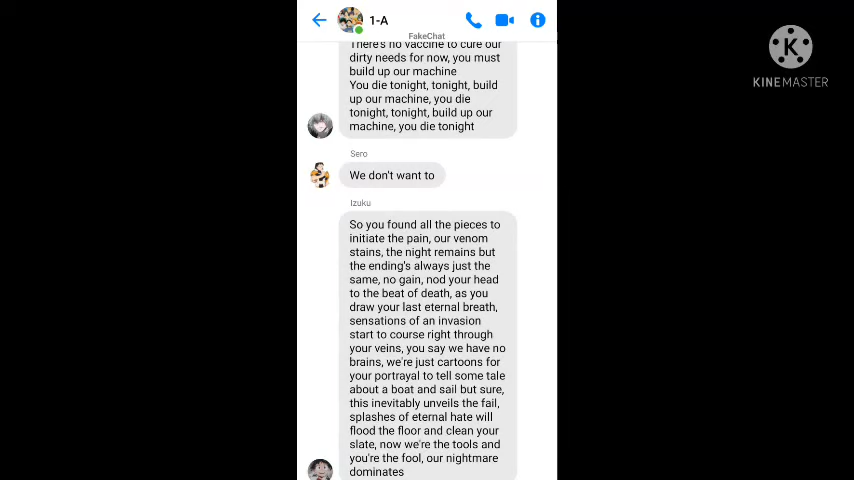 1-A
FakeChat
There's no vaccine to cure our
dirty needs for now, you must
build up our machine
You die tonight, tonight, build
up our machine, you die
tonight, tonight, build up our
machine, you die tonight
Sero
We don't want to
Izuku
So you found all the pieces to
initiate the pain, our venom
stains, the night remains but
the ending's always just the
same, no gain, nod your head
to the beat of death, as you
draw your last eternal breath,
sensations of an invasion
start to course right through
your veins, you say we have no
brains, we're just cartoons for
your portrayal to tell some tale
about a boat and sail but sure,
this inevitably unveils the fail,
splashes of eternal hate will
flood the floor and clean your
slate, now we're the tools and
you're the fool, our nightmare
dominates
K
KINEMASTER